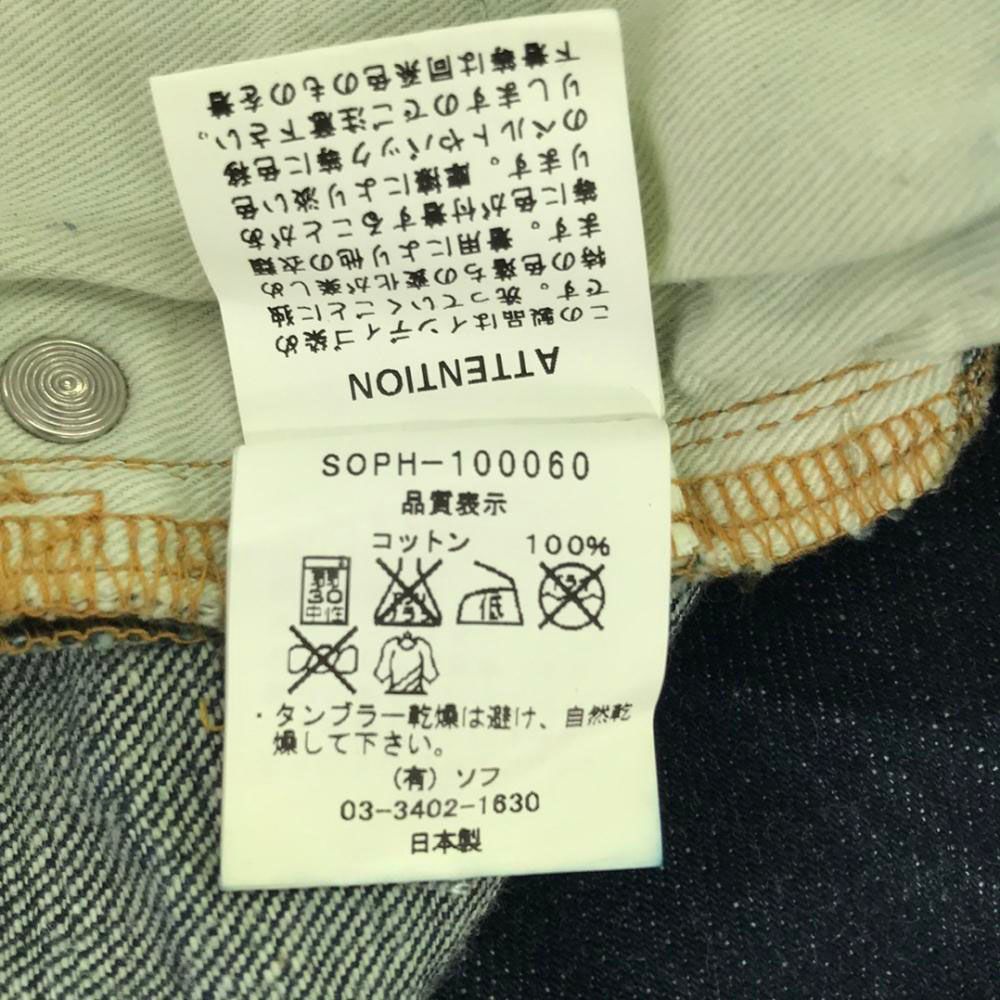 ATTENTION
この製品はインディゴ染め
です。洗っていくごとに独
特の色落ちの変化が楽しめ
ます。着用により他の衣類
等に色が付着することがあ
ります。摩擦により淡い色
のベルトやバック等に色移
りしますのでご注意下さい。
下着等は同系色のものを着
SOPH-100060
品質表示
コットン 100%
30
中性
低
・タンブラー乾燥は避け、自然乾
燥して下さい。
(有) ソフ
03-3402-1630
日本製